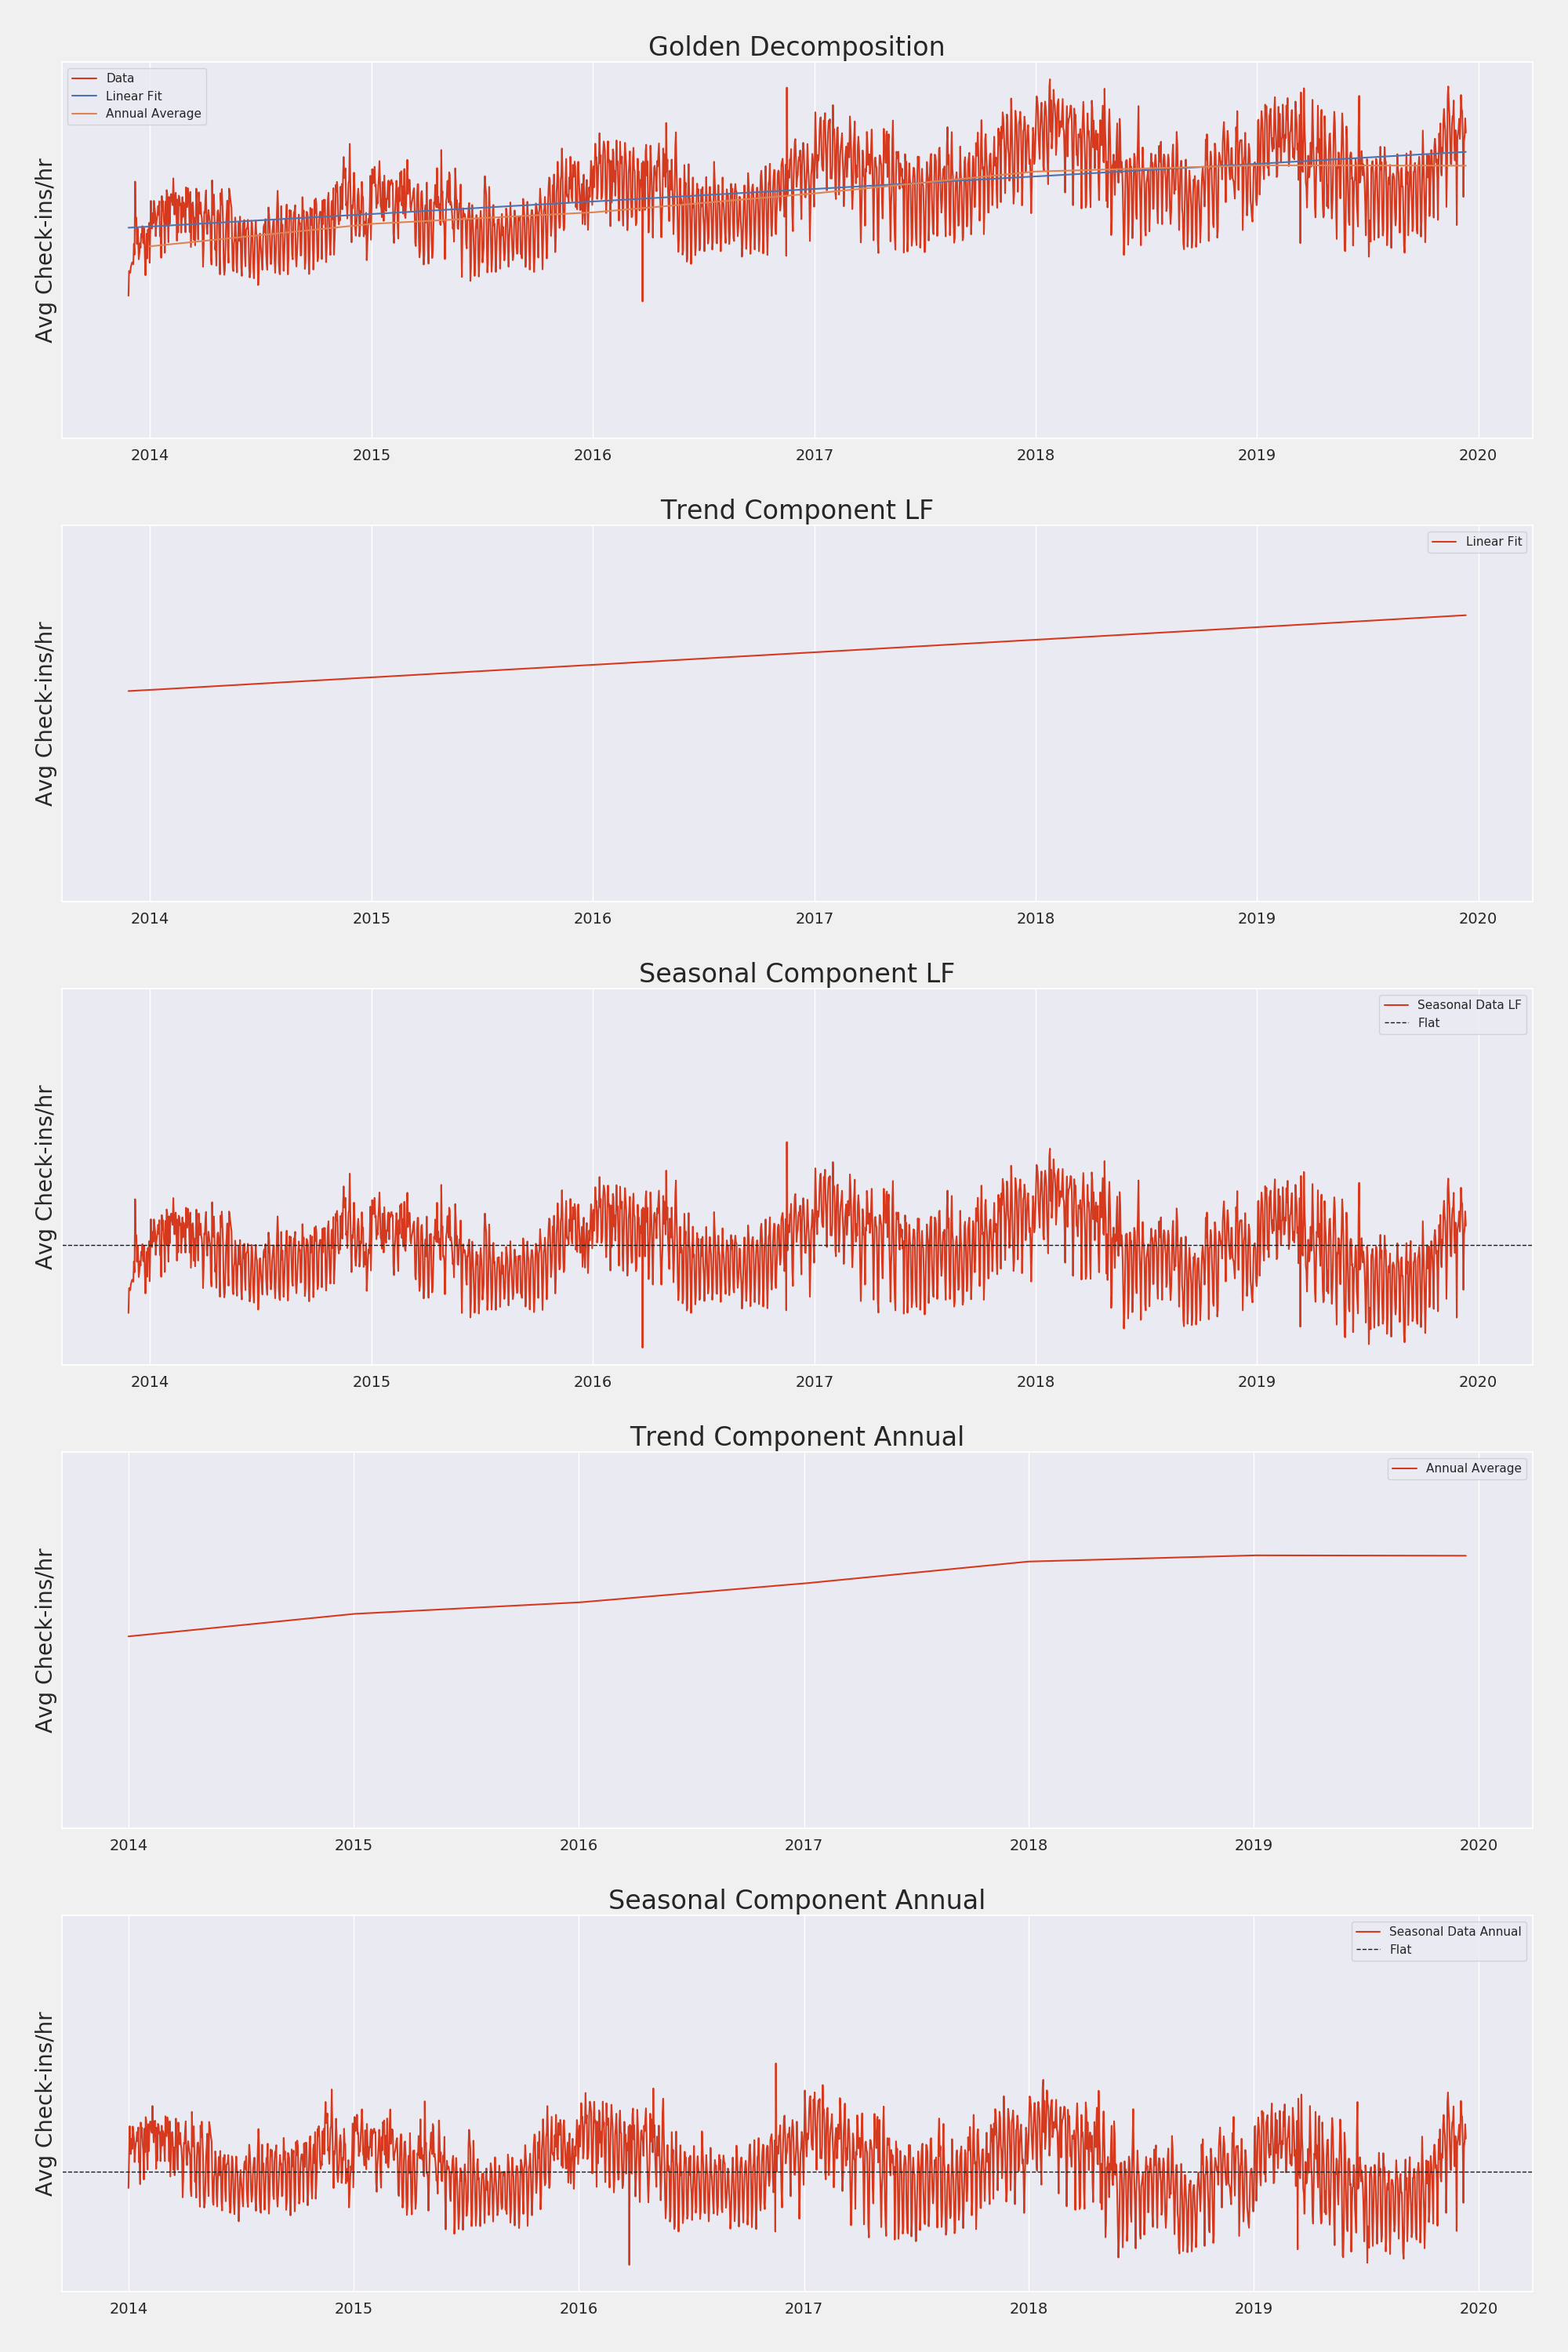 Golden Decomposition
Data
Linear Fit
Annual Average
Avg Check-ins/hr
2014 2015 2016 2017 2018 2019 2020
Trend Component LF
Linear Fit
Avg Check-ins/hr
2014 2015 2016 2017 2018 2019 2020
Seasonal Component LF
Seasonal Data LF
Flat
Avg Check-ins/hr
2014 2015 2016 2017 2018 2019 2020
Trend Component Annual
Annual Average
Avg Check-ins/hr
2014 2015 2016 2017 2018 2019 2020
Seasonal Component Annual
Seasonal Data Annual
Flat
Avg Check-ins/hr
2014 2015 2016 2017 2018 2019 2020